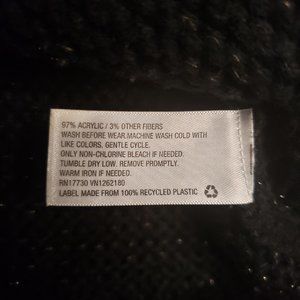 97% ACRYLIC / 3% OTHER FIBERS
WASH BEFORE WEAR.MACHINE WASH COLD WITH
LIKE COLORS. GENTLE CYCLE.
ONLY NON-CHLORINE BLEACH IF NEEDED.
TUMBLE DRY LOW. REMOVE PROMPTLY.
WARM IRON IF NEEDED.
RN17730 VN1262180
LABEL MADE FROM 100% RECYCLED PLASTIC